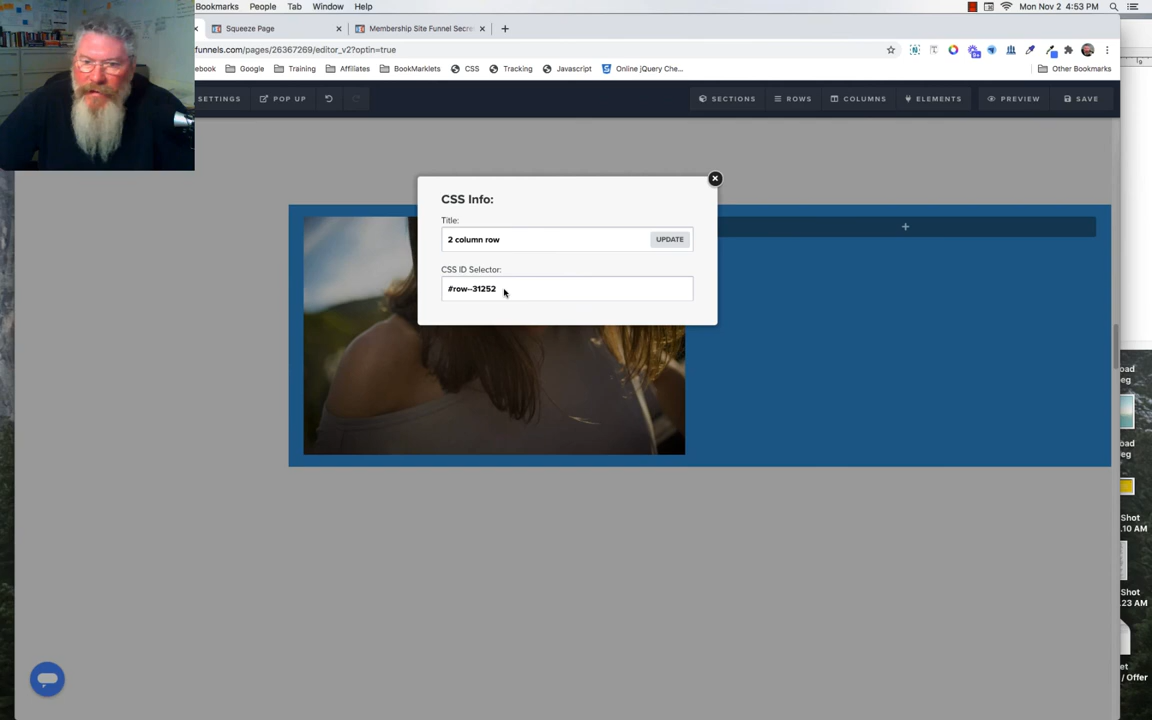 Bookmarks People Tab Window Help Mon Nov 2 4:53 PM
Squeeze Page Membership Site Funnel Secre
funnels.com/pages/26367269/editor_v2?optin=true
ebook Google Training Affiliates BookMarklets CSS Tracking Javascript Online jQuery Che... Other Bookmarks
SETTINGS POP UP SECTIONS ROWS COLUMNS ELEMENTS PREVIEW SAVE
CSS Info:
Title:
2 column row UPDATE
CSS ID Selector:
#row--31252
oad
eg
oad
eg
Shot
.10 AM
Shot
.23 AM
et
/ Offer